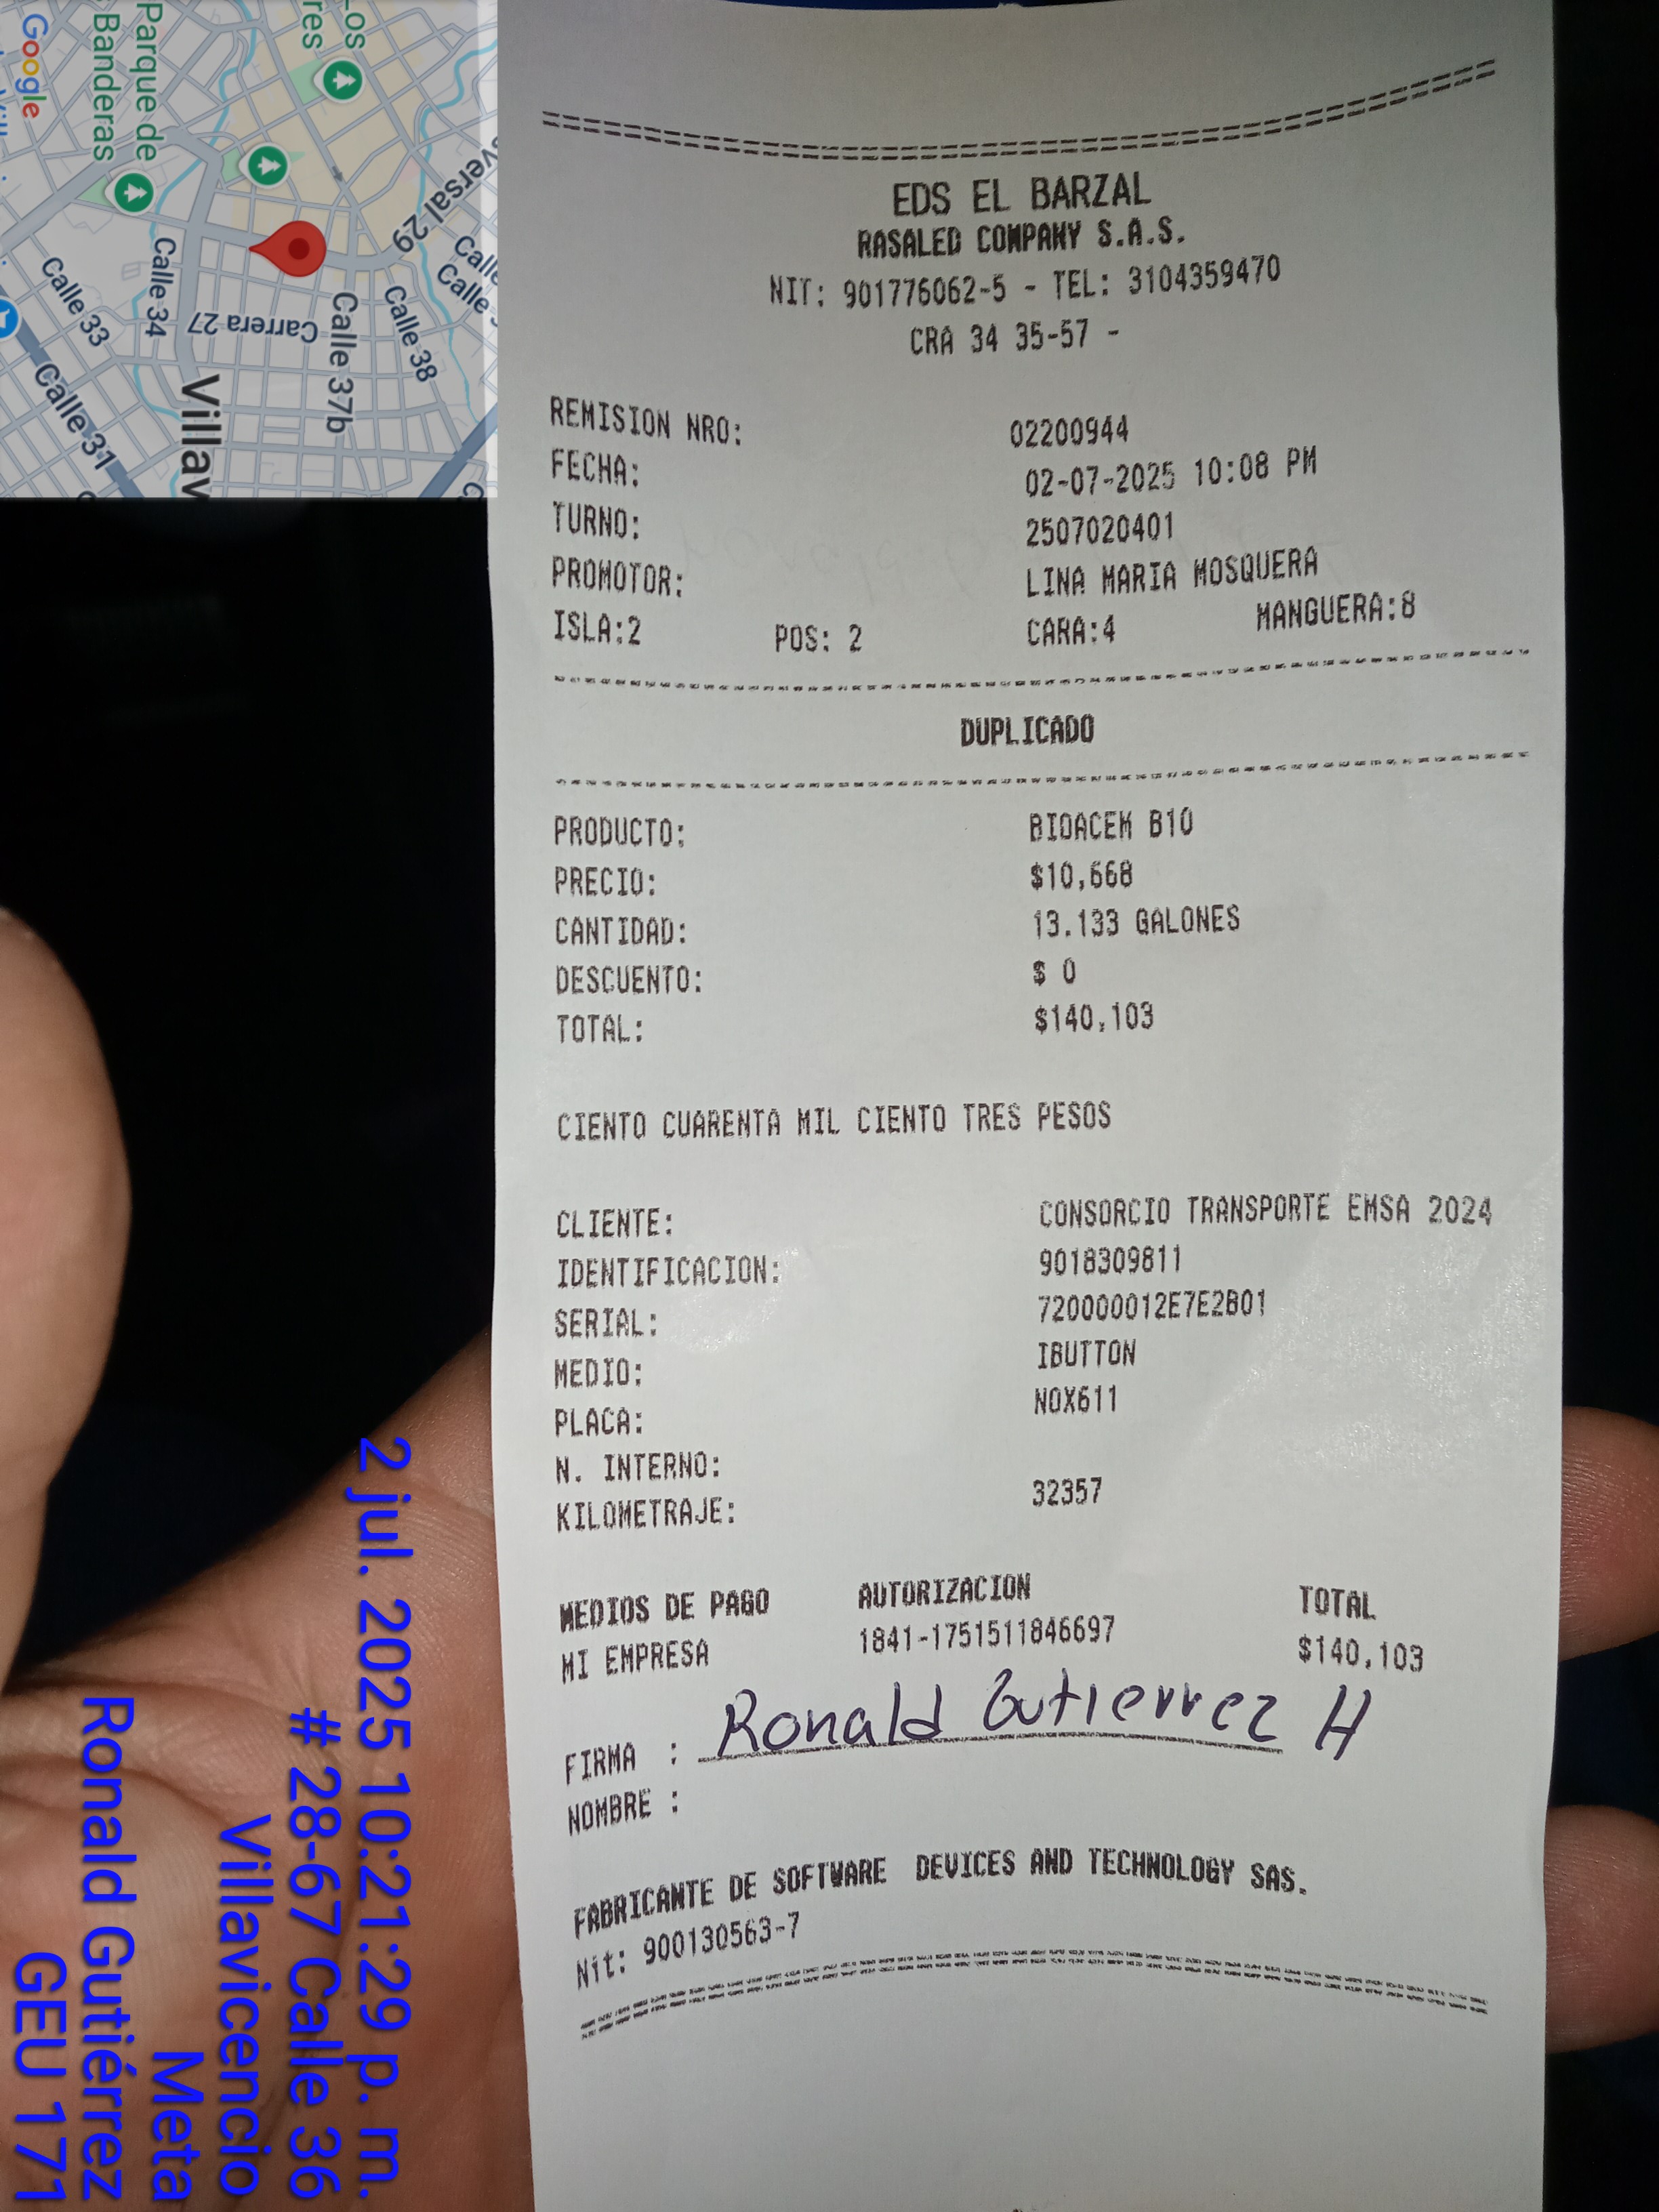 EDS EL BARZAL
RASALED COMPANY S.A.S.
NIT: 901776062-5 - TEL: 3104359470
CRA 34 35-57 -
REMISION NRO: 02200944
FECHA: 02-07-2025 10:08 PM
TURNO: 2507020401
PROMOTOR: LINA MARIA MOSQUERA
ISLA:2 POS: 2 CARA:4 MANGUERA:8
DUPLICADO
PRODUCTO: BIOACEM B10
PRECIO: $10,668
CANTIDAD: 13.133 GALONES
DESCUENTO: $ 0
TOTAL: $140,103
CIENTO CUARENTA MIL CIENTO TRES PESOS
CLIENTE: CONSORCIO TRANSPORTE EMSA 2024
IDENTIFICACION: 9018309811
SERIAL: 720000012E7E2B01
MEDIO: IBUTTON
PLACA: NOX611
N. INTERNO:
KILOMETRAJE: 32357
MEDIOS DE PAGO AUTORIZACION TOTAL
MI EMPRESA 1841-1751511846697 $140,103
FIRMA : Ronald Gutierrez H
NOMBRE :
FABRICANTE DE SOFTWARE DEVICES AND TECHNOLOGY SAS.
Nit: 900130563-7
2 jul. 2025 10:21:29 p. m.
# 28-67 Calle 36
Villavicencio
Meta
Ronald Gutiérrez
GEU 171
Los
res
Parque de
Banderas
Google
versal 29
Calle
Calle
Calle 38
Calle 37b
Carrera 27
Calle 34
Calle 33
Calle 31
Villav